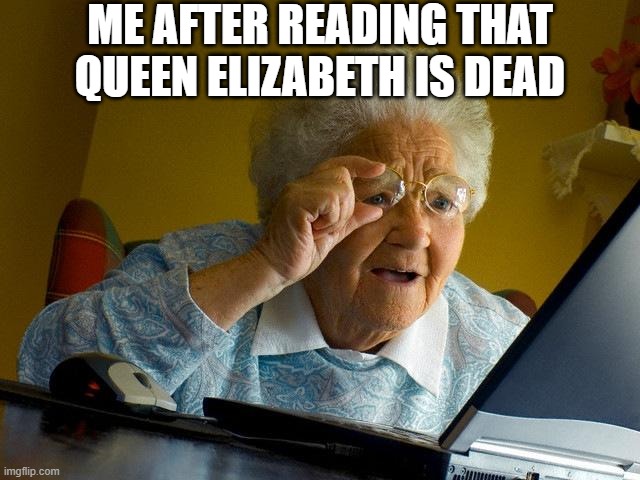 ME AFTER READING THAT
QUEEN ELIZABETH IS DEAD
imgflip.com